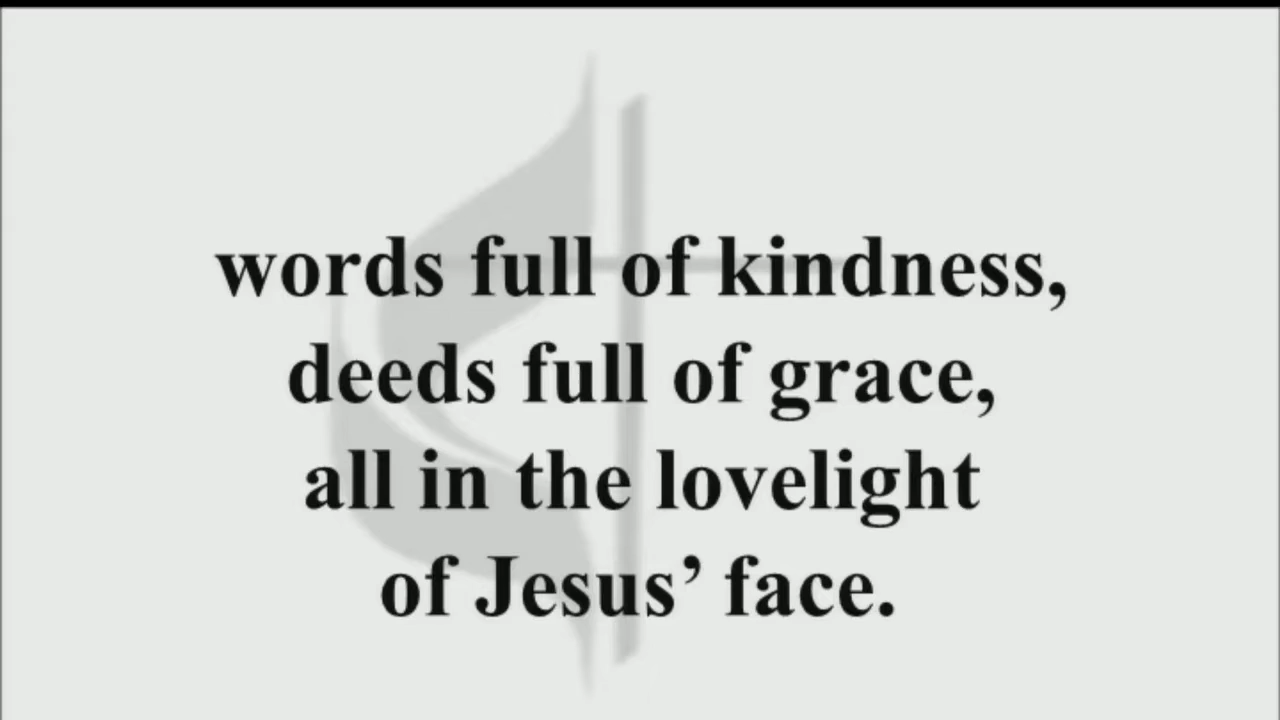 words full of kindness,
deeds full of grace,
all in the lovelight
of Jesus’ face.